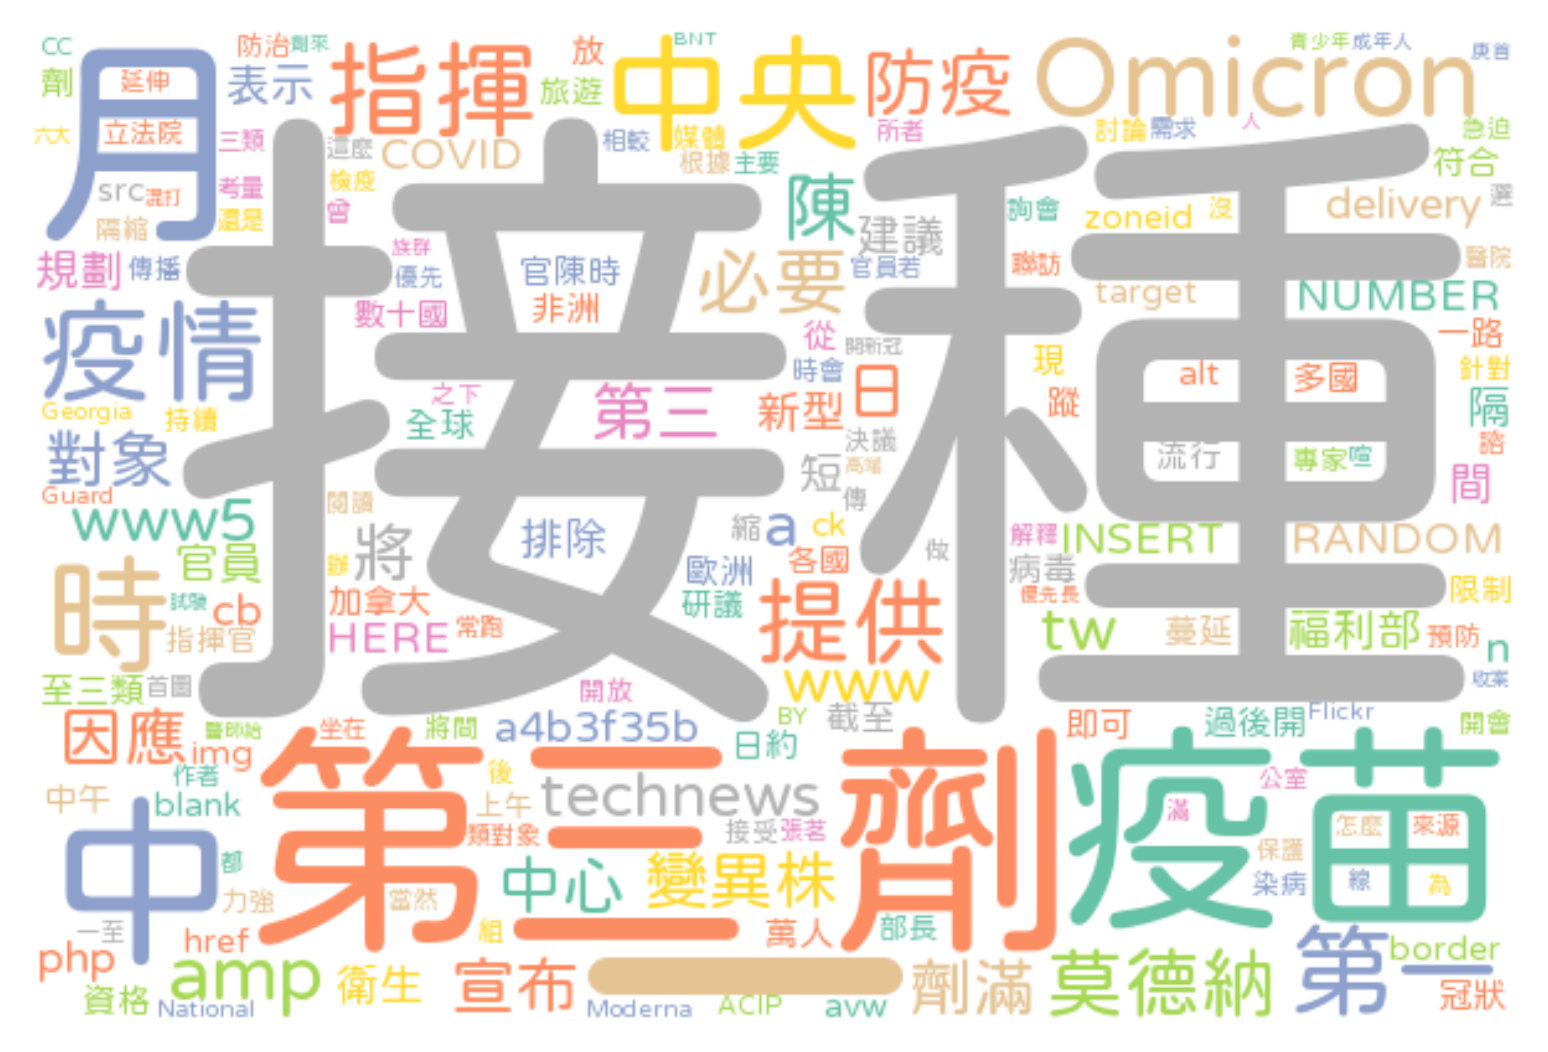 cc 防治 劑來 指揮 放 中央 BNT 防疫 Omicron 青少年 成年人
劑 月 延伸 表示 旅遊
六大 立法院 三類 這麼 COVID 相較 媒體 所者 討論 需求 人 急迫
src 混打 考量 檢疫 根據 主要 陳 符合
隔縮 還是 曾 建議 詢會 zoneid 沒 delivery 選
規劃 傳播 族群 優先 官陳時 必要 官員若 聯訪 醫院
接種
疫情 數十國 非洲 從 target NUMBER
開新冠 一路
Georgia 持續 之下 第三 時會 現 alt 多國 針對
對象 全球 新型 日 蹤 隔
Guard 決議 流行 專家 喧 諮
www5 閱讀 短 高端 傳 間
官員 將 排除 縮 a ck 解釋 INSERT RANDOM
時 辦 歐洲 各國 做 病毒
試驗 cb 加拿大 研議 提供 優先長 限制
指揮官 HERE 常跑 tw 蔓延 福利部 預防 n
至三類 首圖 開放 www 收案
因應 醫師給 坐在 將間 a4b3f35b BY 截至 即可 過後開 Flickr 開會
img 日約
作者 後 公室
中午 blank 第三劑 上午 technews 疫苗 滿
類對象 接受 張茗 怎麼 來源
中 都 中心 變異株 保護
力強 當然 染病 線 為
一至 href 組 萬人 部長
php amp 衛生 宣布 一 劑滿 莫德納 第一 border
資格 National Moderna ACIP avw 冠狀